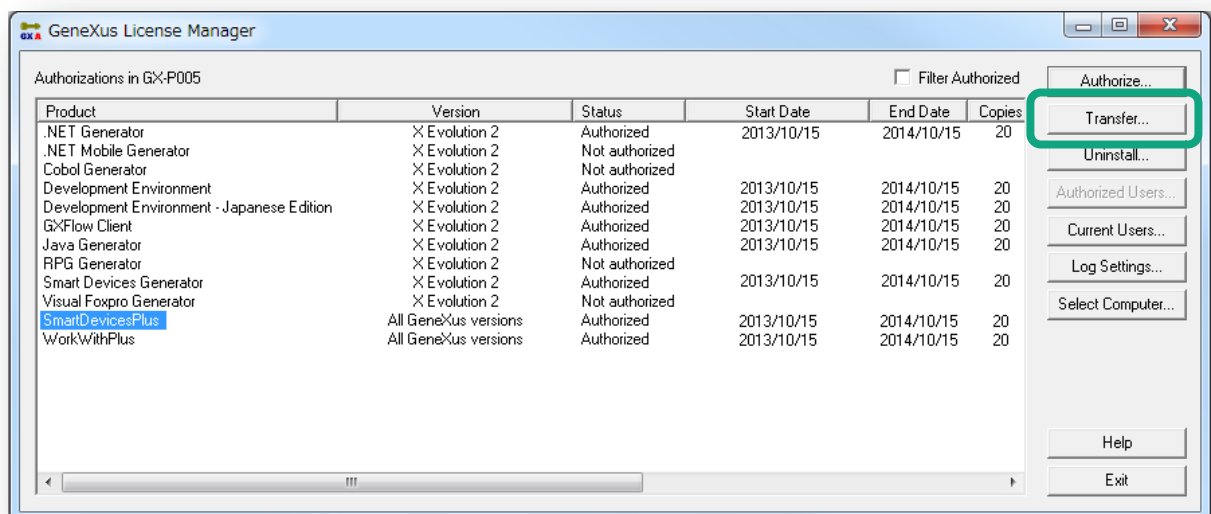 GXA GeneXus License Manager
Authorizations in GX-P005 Filter Authorized Authorize...
Product Version Status Start Date End Date Copies
Transfer...
.NET Generator X Evolution 2 Authorized 2013/10/15 2014/10/15 20
.NET Mobile Generator X Evolution 2 Not authorized
Uninstall...
Cobol Generator X Evolution 2 Not authorized
Development Environment X Evolution 2 Authorized 2013/10/15 2014/10/15 20
Authorized Users...
Development Environment - Japanese Edition X Evolution 2 Authorized 2013/10/15 2014/10/15 20
GXFlow Client X Evolution 2 Authorized 2013/10/15 2014/10/15 20
Current Users...
Java Generator X Evolution 2 Authorized 2013/10/15 2014/10/15 20
RPG Generator X Evolution 2 Not authorized
Log Settings...
Smart Devices Generator X Evolution 2 Authorized 2013/10/15 2014/10/15 20
Visual Foxpro Generator X Evolution 2 Not authorized
Select Computer...
SmartDevicesPlus All GeneXus versions Authorized 2013/10/15 2014/10/15 20
WorkWithPlus All GeneXus versions Authorized 2013/10/15 2014/10/15 20
Help
Exit